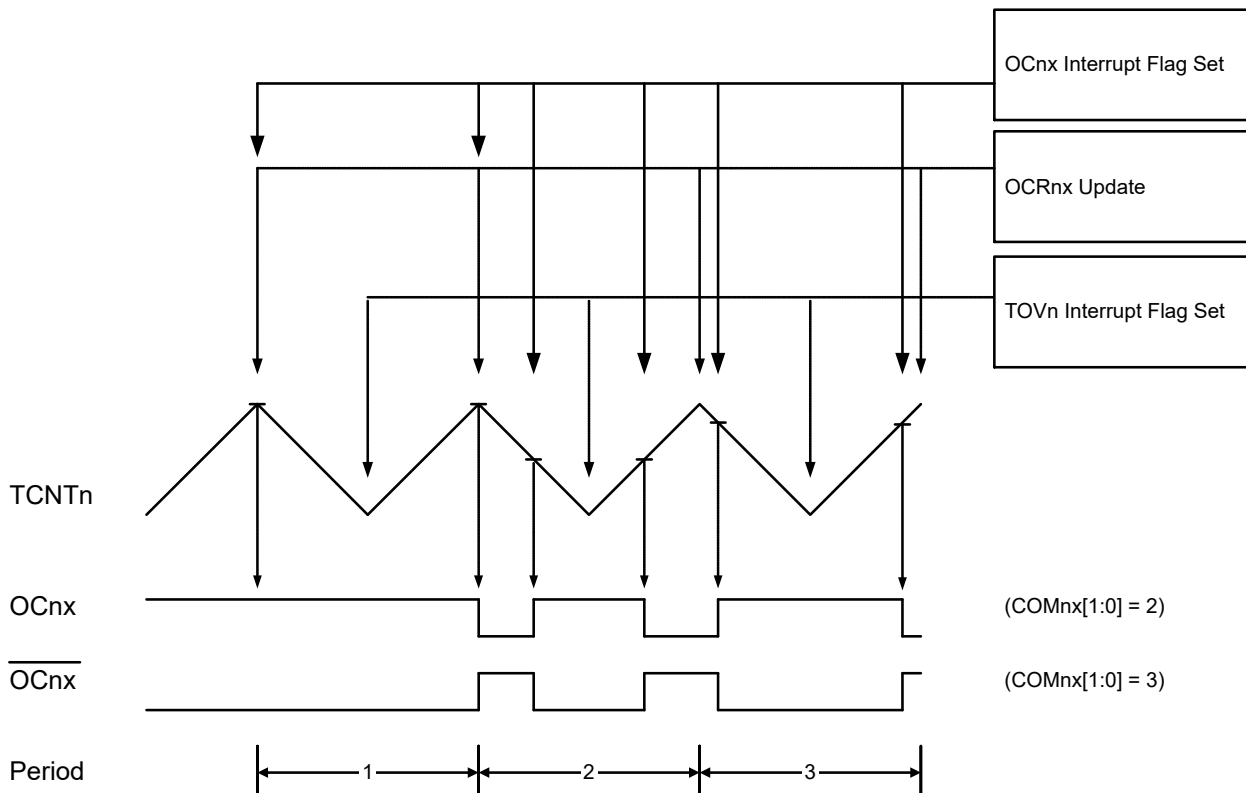 OCnx Interrupt Flag Set
OCRnx Update
TOVn Interrupt Flag Set
TCNTn
OCnx
(COMnx[1:0] = 2)
OCnx
(COMnx[1:0] = 3)
Period
1
2
3